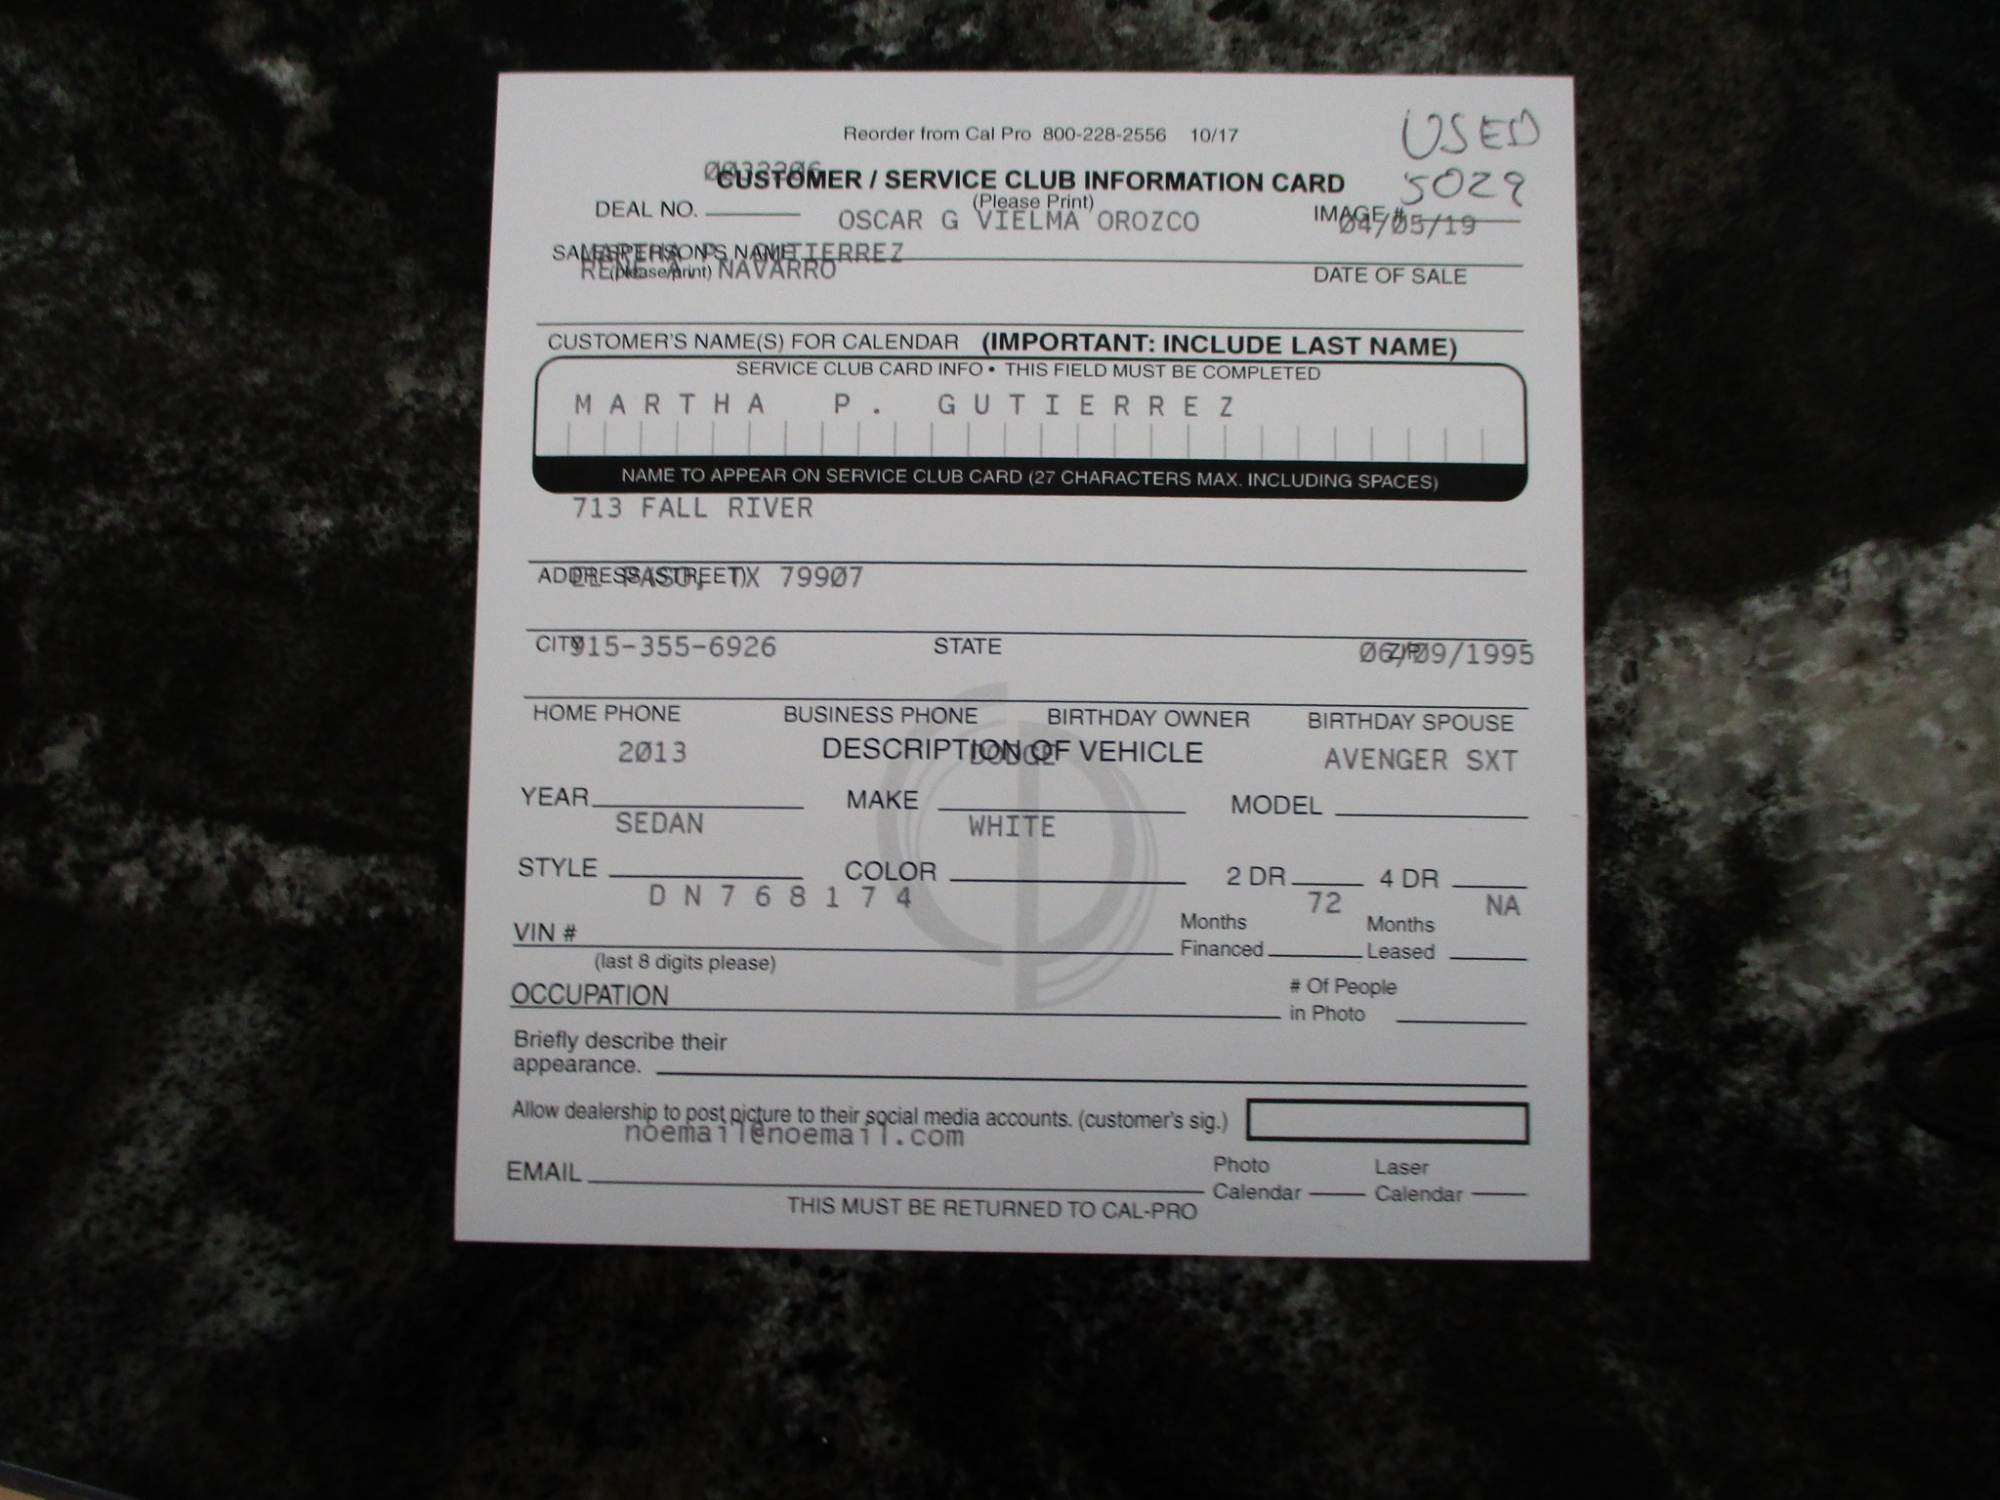 Reorder from Cal Pro 800-228-2556 10/17
USED
CUSTOMER / SERVICE CLUB INFORMATION CARD
5029
(Please Print)
DEAL NO. OSCAR G VIELMA OROZCO IMAGE # 04/05/19
SALESPERSON'S NAME GUTIERREZ
(please print) NAVARRO DATE OF SALE
CUSTOMER'S NAME(S) FOR CALENDAR (IMPORTANT: INCLUDE LAST NAME)
SERVICE CLUB CARD INFO • THIS FIELD MUST BE COMPLETED
MARTHA P. GUTIERREZ
NAME TO APPEAR ON SERVICE CLUB CARD (27 CHARACTERS MAX. INCLUDING SPACES)
713 FALL RIVER
ADDRESS (STREET) EL PASO, TX 79907
CITY 915-355-6926 STATE ZIP 06/09/1995
HOME PHONE BUSINESS PHONE BIRTHDAY OWNER BIRTHDAY SPOUSE
2013 DESCRIPTION OF VEHICLE DODGE AVENGER SXT
YEAR MAKE MODEL
SEDAN WHITE
STYLE COLOR 2 DR 4 DR
DN768174 72 NA
VIN # Months Financed Months Leased
(last 8 digits please)
OCCUPATION # Of People in Photo
Briefly describe their
appearance.
Allow dealership to post picture to their social media accounts. (customer's sig.)
noemail@noemail.com
EMAIL Photo Calendar Laser Calendar
THIS MUST BE RETURNED TO CAL-PRO